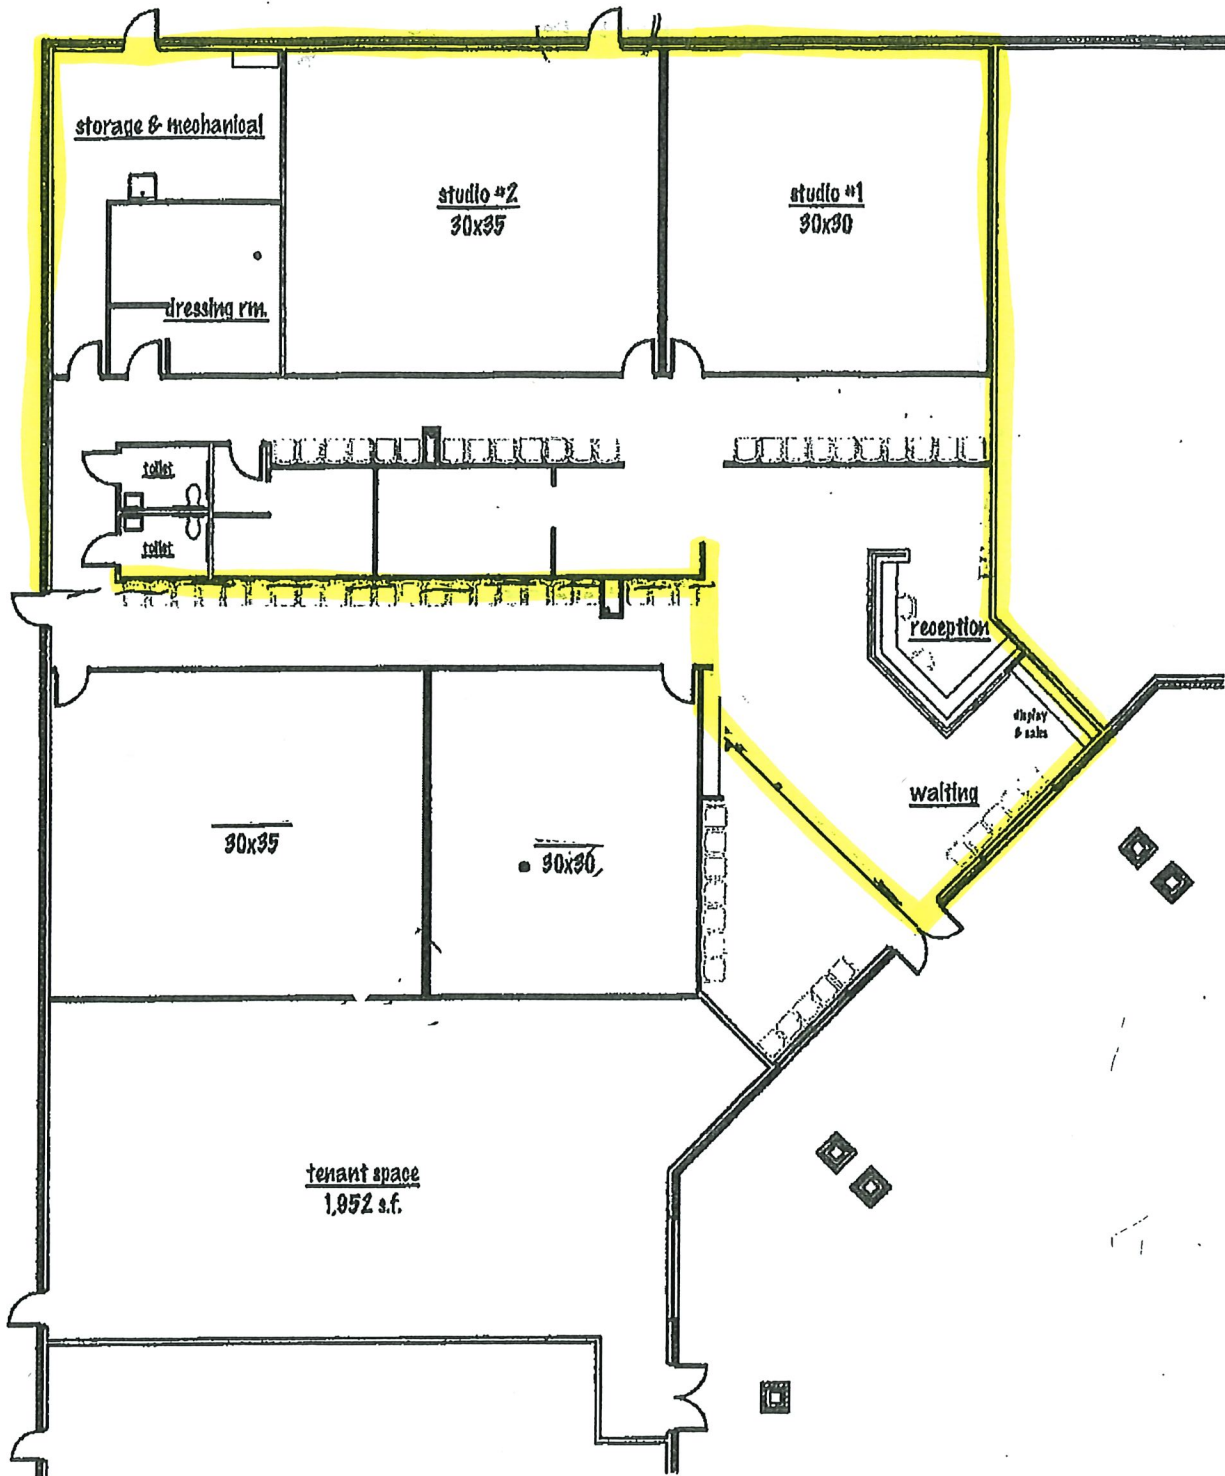 storage & mechanical
studio #2
30x35
studio #1
30x30
dressing rm.
toilet
toilet
reception
display
& sales
waiting
30x35
30x30
tenant space
1,952 s.f.